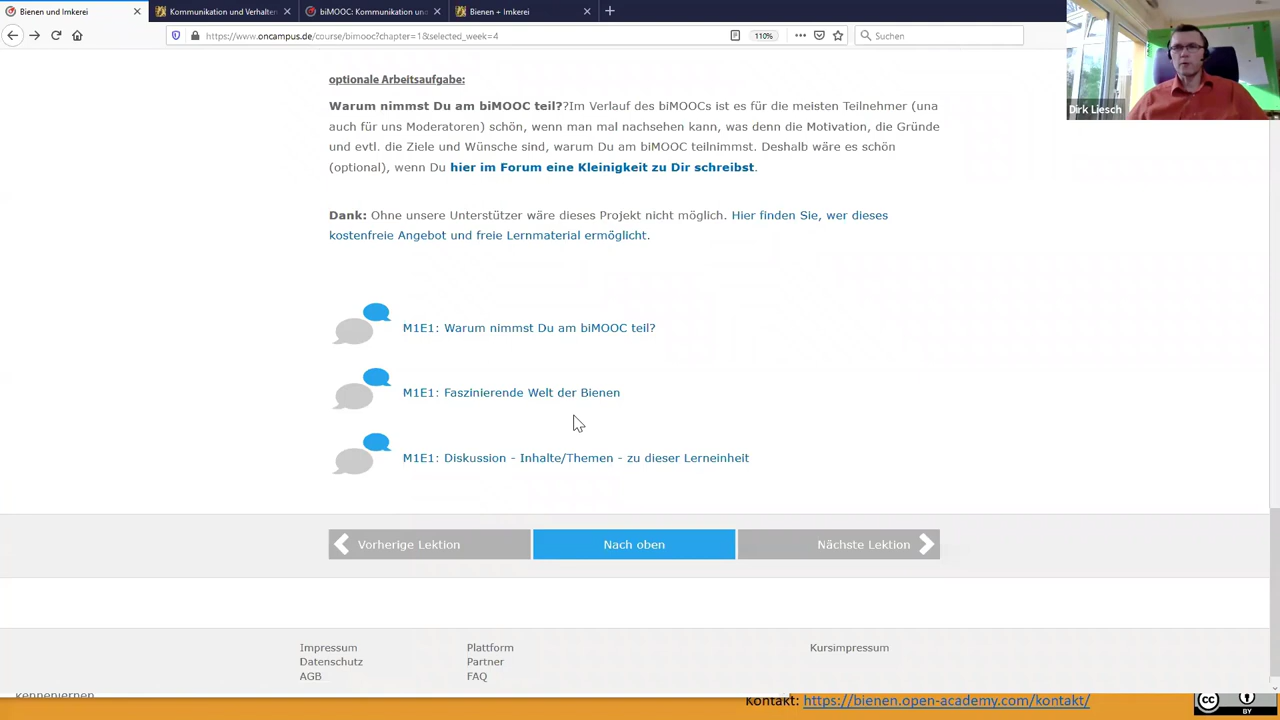 Bienen und Imkerei
Kommunikation und Verhalten
biMOOC: Kommunikation und
Bienen + Imkerei
https://www.oncampus.de/course/bimooc?chapter=1&selected_week=4
110%
Suchen
Dirk Liesch
optionale Arbeitsaufgabe:
Warum nimmst Du am biMOOC teil??Im Verlauf des biMOOCs ist es für die meisten Teilnehmer (una
auch für uns Moderatoren) schön, wenn man mal nachsehen kann, was denn die Motivation, die Gründe
und evtl. die Ziele und Wünsche sind, warum Du am biMOOC teilnimmst. Deshalb wäre es schön
(optional), wenn Du hier im Forum eine Kleinigkeit zu Dir schreibst.
Dank: Ohne unsere Unterstützer wäre dieses Projekt nicht möglich. Hier finden Sie, wer dieses
kostenfreie Angebot und freie Lernmaterial ermöglicht.
M1E1: Warum nimmst Du am biMOOC teil?
M1E1: Faszinierende Welt der Bienen
M1E1: Diskussion - Inhalte/Themen - zu dieser Lerneinheit
Vorherige Lektion
Nach oben
Nächste Lektion
Impressum
Datenschutz
AGB
Plattform
Partner
FAQ
Kursimpressum
Kontakt: https://bienen.open-academy.com/kontakt/
cc
BY